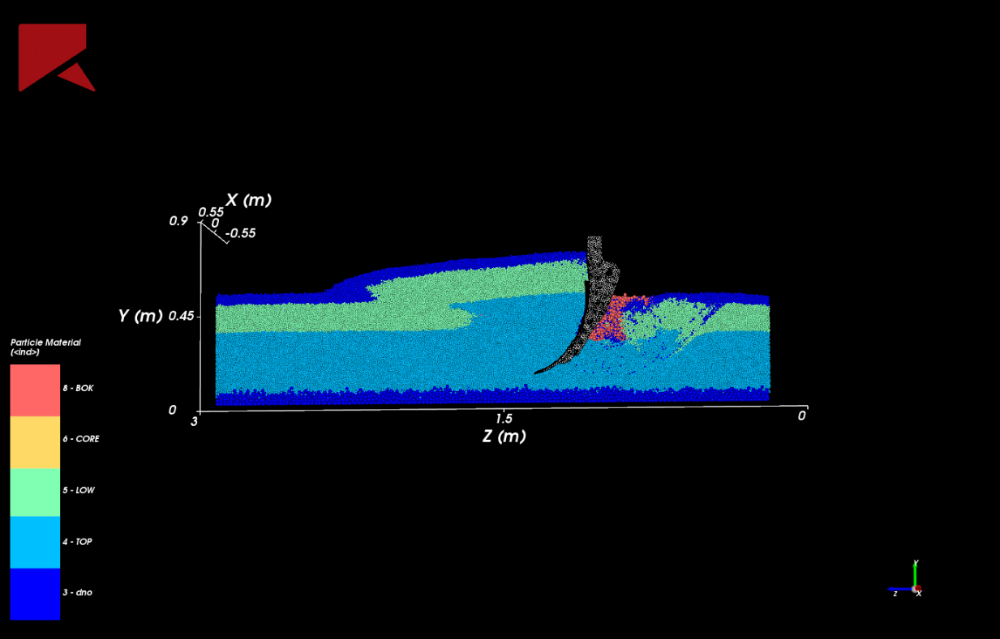 X (m)
0.55
0
-0.55
0.9
Y (m) 0.45
0
3
1.5
0
Z (m)
Particle Material
(<ind>)
8 - BOK
6 - CORE
5 - LOW
4 - TOP
3 - dno
Y
Z
X